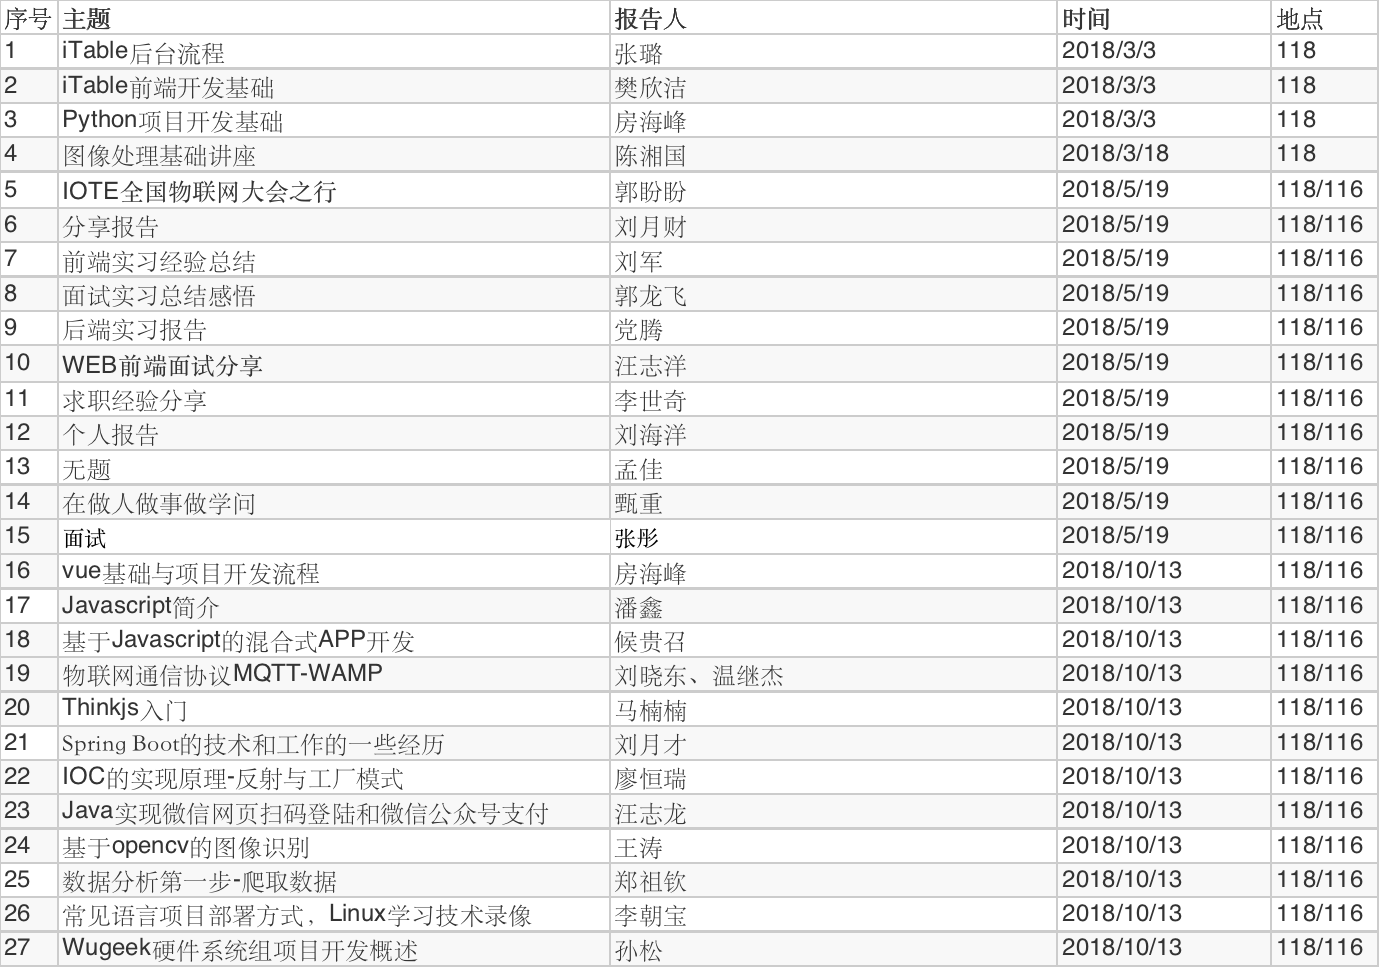 序号 主题 报告人 时间 地点
1 iTable后台流程 张璐 2018/3/3 118
2 iTable前端开发基础 樊欣洁 2018/3/3 118
3 Python项目开发基础 房海峰 2018/3/3 118
4 图像处理基础讲座 陈湘国 2018/3/18 118
5 IOTE全国物联网大会之行 郭盼盼 2018/5/19 118/116
6 分享报告 刘月财 2018/5/19 118/116
7 前端实习经验总结 刘军 2018/5/19 118/116
8 面试实习总结感悟 郭龙飞 2018/5/19 118/116
9 后端实习报告 党腾 2018/5/19 118/116
10 WEB前端面试分享 汪志洋 2018/5/19 118/116
11 求职经验分享 李世奇 2018/5/19 118/116
12 个人报告 刘海洋 2018/5/19 118/116
13 无题 孟佳 2018/5/19 118/116
14 在做人做事做学问 甄重 2018/5/19 118/116
15 面试 张彤 2018/5/19 118/116
16 vue基础与项目开发流程 房海峰 2018/10/13 118/116
17 Javascript简介 潘鑫 2018/10/13 118/116
18 基于Javascript的混合式APP开发 候贵召 2018/10/13 118/116
19 物联网通信协议MQTT-WAMP 刘晓东、温继杰 2018/10/13 118/116
20 Thinkjs入门 马楠楠 2018/10/13 118/116
21 Spring Boot的技术和工作的一些经历 刘月才 2018/10/13 118/116
22 IOC的实现原理-反射与工厂模式 廖恒瑞 2018/10/13 118/116
23 Java实现微信网页扫码登陆和微信公众号支付 汪志龙 2018/10/13 118/116
24 基于opencv的图像识别 王涛 2018/10/13 118/116
25 数据分析第一步-爬取数据 郑祖钦 2018/10/13 118/116
26 常见语言项目部署方式，Linux学习技术录像 李朝宝 2018/10/13 118/116
27 Wugeek硬件系统组项目开发概述 孙松 2018/10/13 118/116